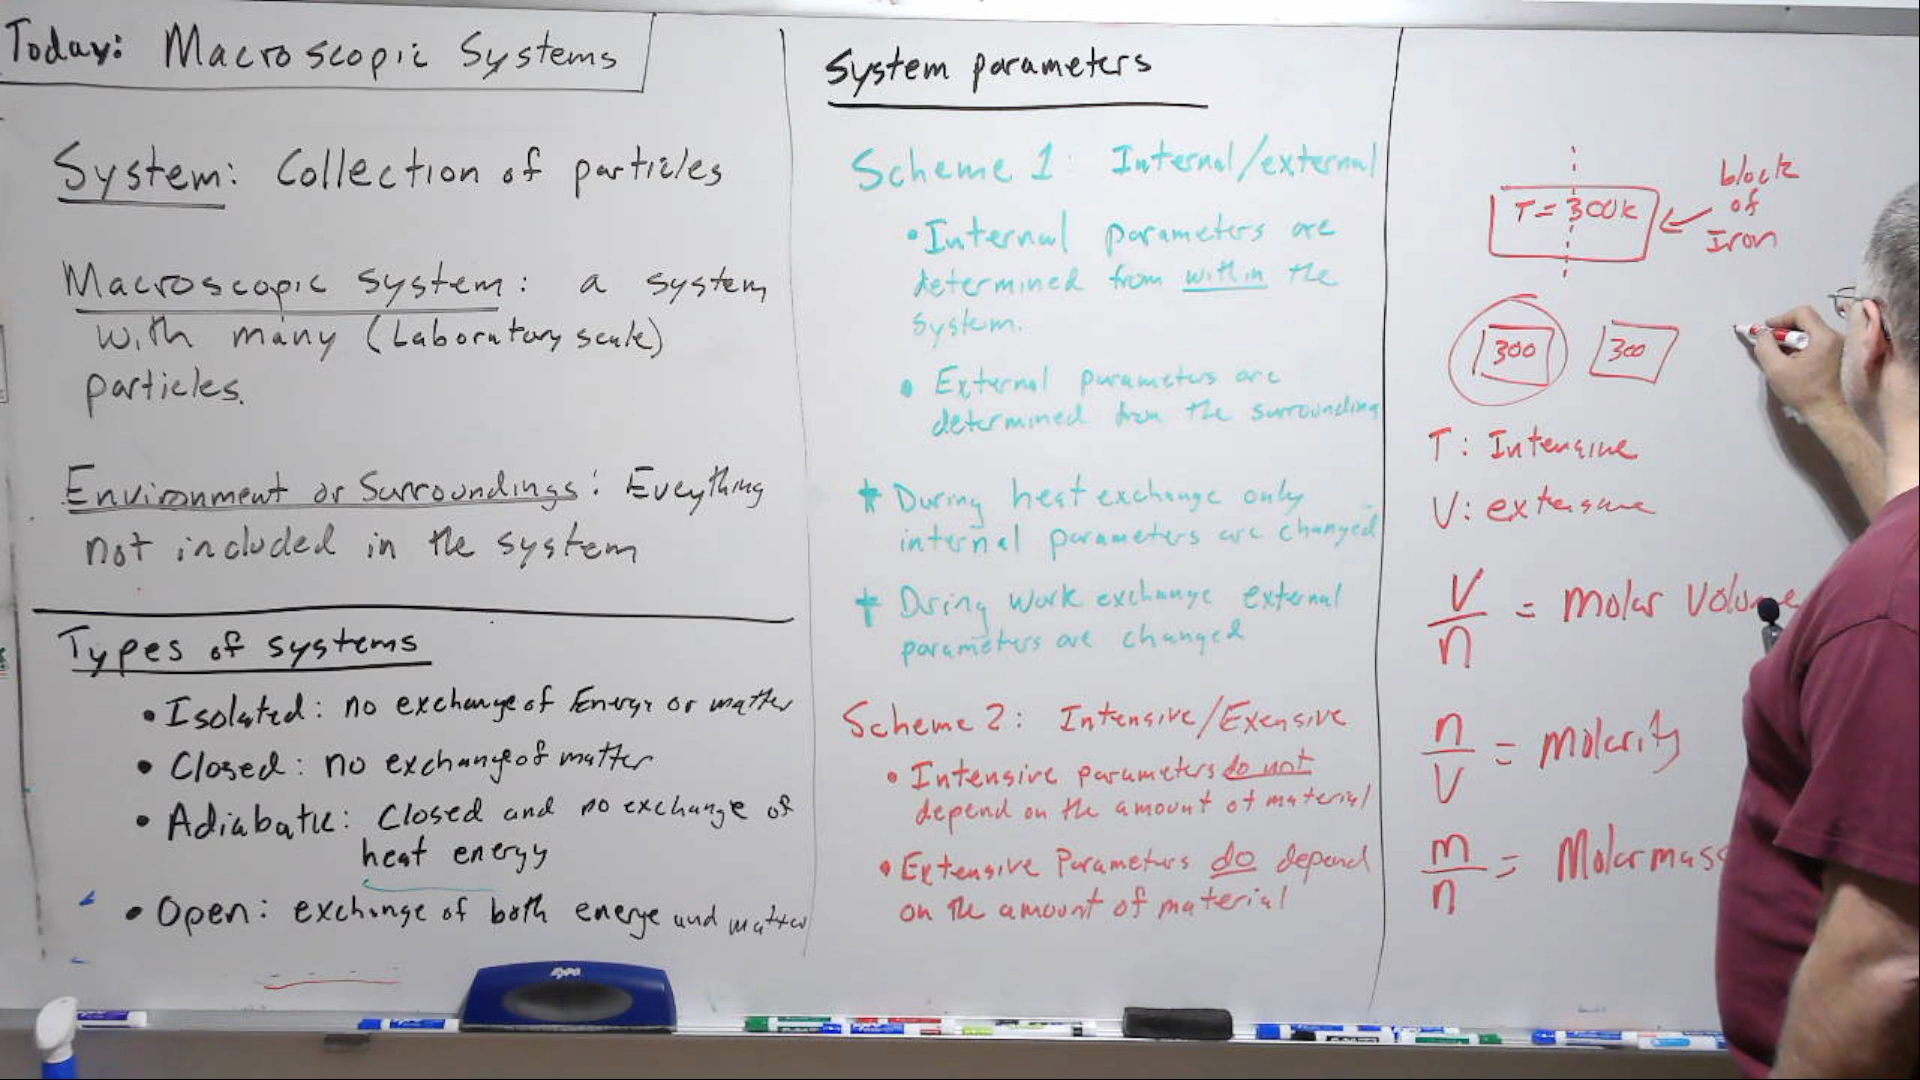 Today: Macroscopic Systems
System: Collection of particles
Macroscopic system: a system
with many (Laboratory scale)
particles.
Environment or Surroundings: Eveything
not included in the system
Types of systems
• Isolated: no exchange of Energy or matter
• Closed: no exchange of matter
• Adiabatic: Closed and no exchange of
heat energy
• Open: exchange of both energe and matter
System parameters
Scheme 1: Internal/external
• Internal parameters are
determined from within the
system.
• External parameters are
determined from the surrounding
* During heat exchange only
internal parameters are changed
* During work exchange external
parameters are changed
Scheme 2: Intensive/Exensive
• Intensive parameters do not
depend on the amount of material
• Extensive Parameters do depend
on the amount of material
T = 300K
block
of
Iron
300 300
T: Intensive
V: extensive
V/n = Molar Volume
n/V = Molarity
m/n = Molar mass
EXPO